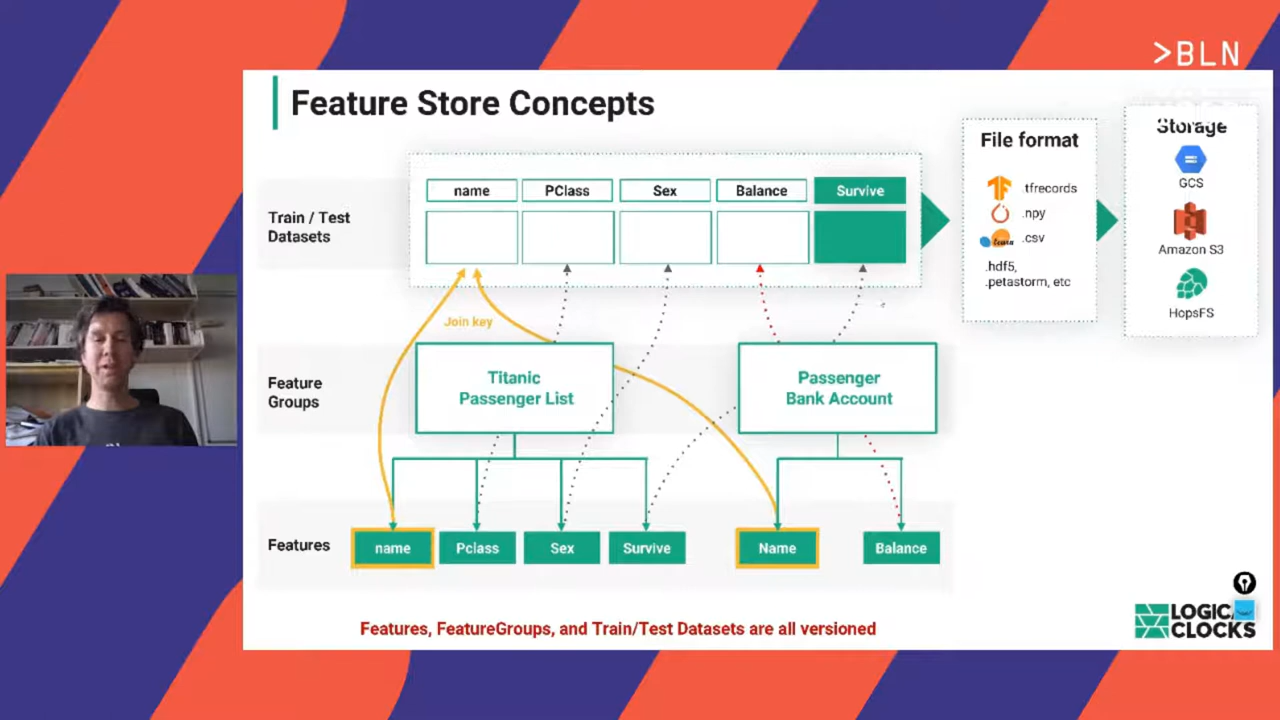 >BLN
Feature Store Concepts
Train / Test
Datasets
name
PClass
Sex
Balance
Survive
File format
.tfrecords
.npy
learn
.csv
.hdf5,
.petastorm, etc
Storage
GCS
Amazon S3
HopsFS
Join key
Feature
Groups
Titanic
Passenger List
Passenger
Bank Account
Features
name
Pclass
Sex
Survive
Name
Balance
Features, FeatureGroups, and Train/Test Datasets are all versioned
LOGICAL
CLOCKS